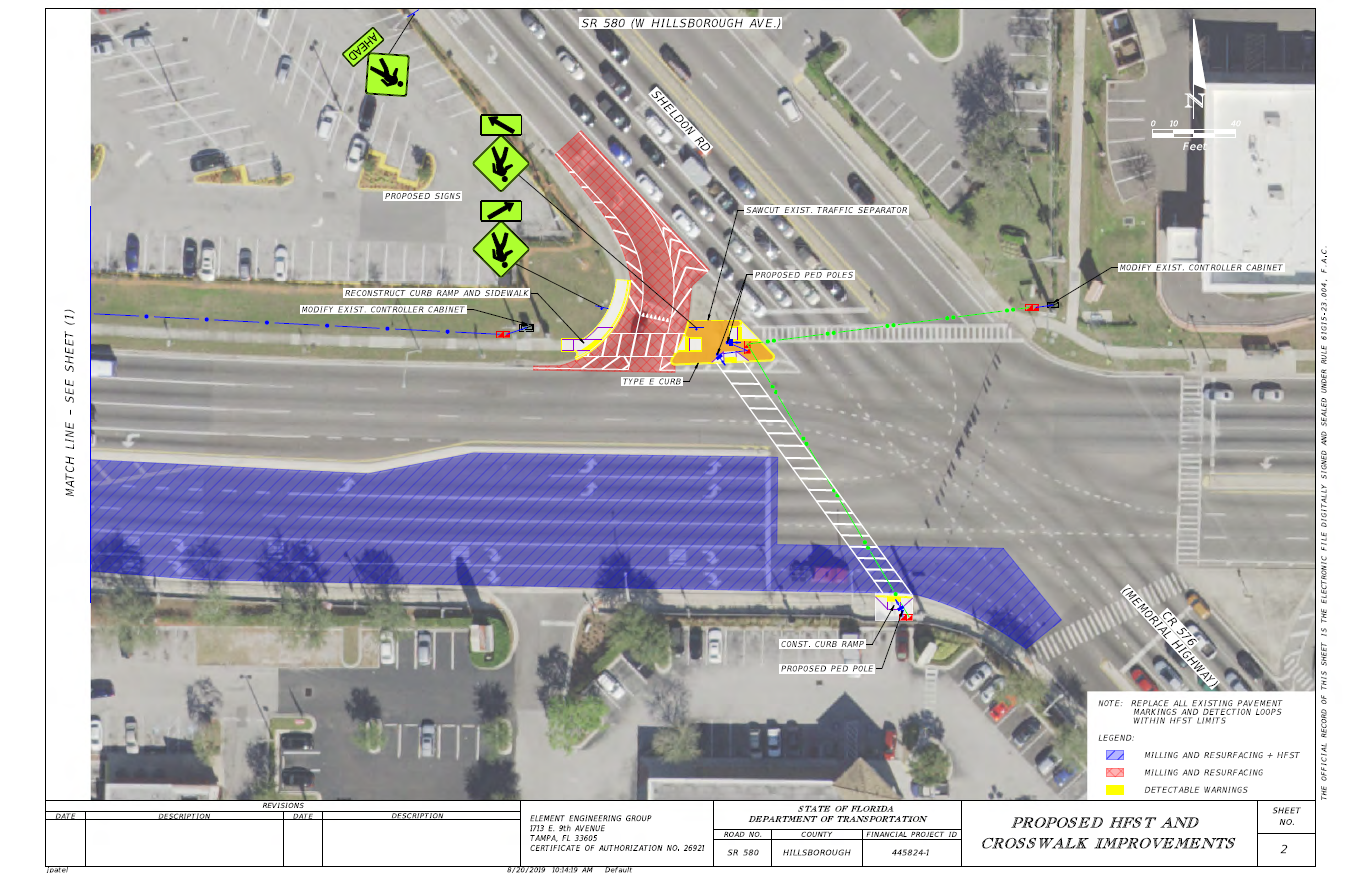 SR 580 (W HILLSBOROUGH AVE.)
AHEAD
SHELDON RD
N
0 10 40
Feet
PROPOSED SIGNS
SAWCUT EXIST. TRAFFIC SEPARATOR
PROPOSED PED POLES
MODIFY EXIST. CONTROLLER CABINET
RECONSTRUCT CURB RAMP AND SIDEWALK
MODIFY EXIST. CONTROLLER CABINET
TYPE E CURB
MATCH LINE - SEE SHEET (1)
CONST. CURB RAMP
PROPOSED PED POLE
CR 576
(MEMORIAL HIGHWAY)
NOTE: REPLACE ALL EXISTING PAVEMENT
MARKINGS AND DETECTION LOOPS
WITHIN HFST LIMITS
LEGEND:
MILLING AND RESURFACING + HFST
MILLING AND RESURFACING
DETECTABLE WARNINGS
THE OFFICIAL RECORD OF THIS SHEET IS THE ELECTRONIC FILE DIGITALLY SIGNED AND SEALED UNDER RULE 61G15-23.004, F.A.C.
REVISIONS
DATE DESCRIPTION DATE DESCRIPTION
ELEMENT ENGINEERING GROUP
1713 E. 9th AVENUE
TAMPA, FL 33605
CERTIFICATE OF AUTHORIZATION NO. 26921
STATE OF FLORIDA
DEPARTMENT OF TRANSPORTATION
ROAD NO. COUNTY FINANCIAL PROJECT ID
SR 580 HILLSBOROUGH 445824-1
PROPOSED HFST AND
CROSSWALK IMPROVEMENTS
SHEET
NO.
2
jpatel 8/20/2019 10:14:19 AM Default